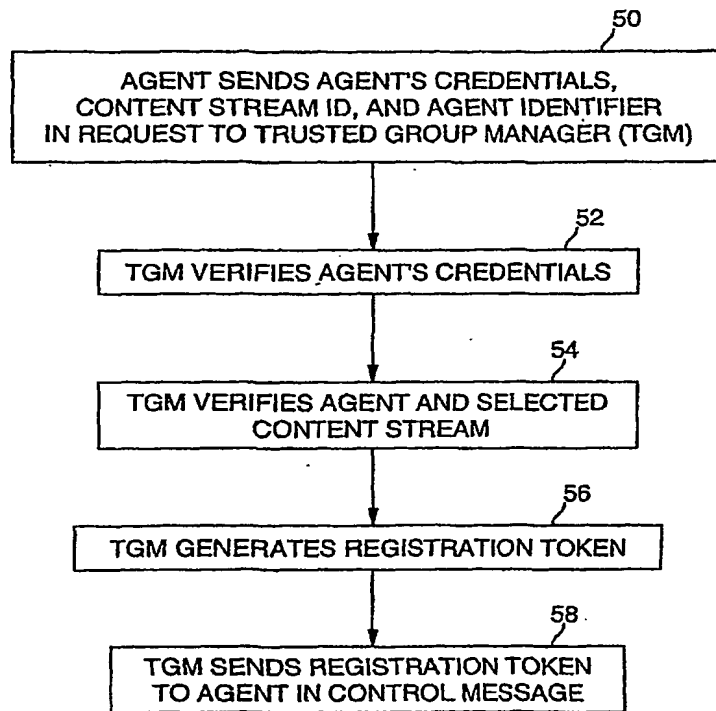 50
AGENT SENDS AGENT'S CREDENTIALS,
CONTENT STREAM ID, AND AGENT IDENTIFIER
IN REQUEST TO TRUSTED GROUP MANAGER (TGM)
52
TGM VERIFIES AGENT'S CREDENTIALS
54
TGM VERIFIES AGENT AND SELECTED
CONTENT STREAM
56
TGM GENERATES REGISTRATION TOKEN
58
TGM SENDS REGISTRATION TOKEN
TO AGENT IN CONTROL MESSAGE